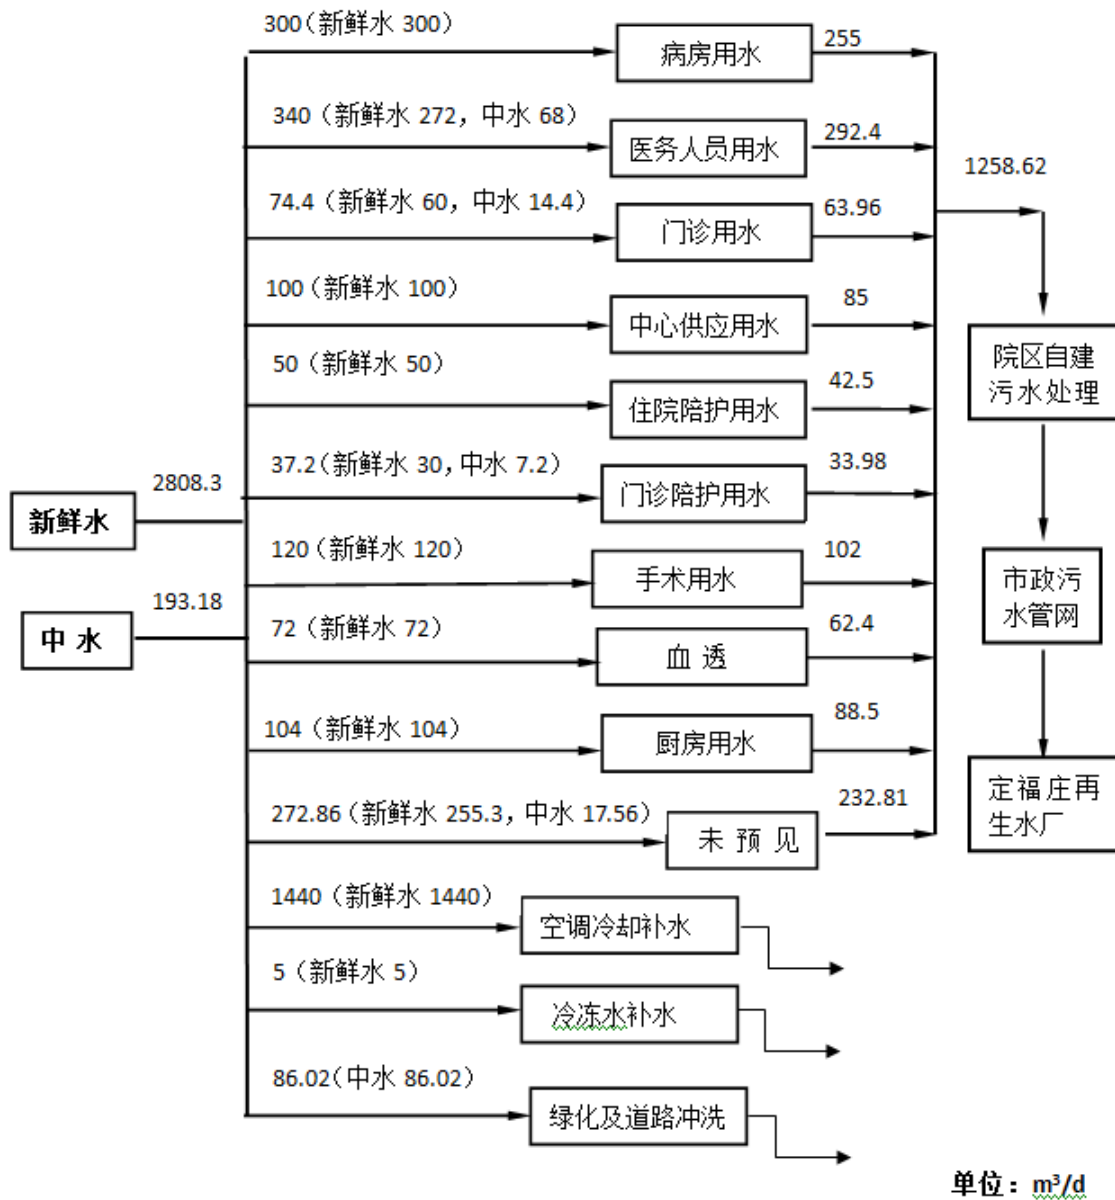 300(新鲜水 300)
病房用水
255
340（新鲜水 272，中水 68）
医务人员用水
292.4
1258.62
74.4（新鲜水 60，中水 14.4）
门诊用水
63.96
100(新鲜水 100)
中心供应用水
85
院区自建
污水处理
50(新鲜水 50)
住院陪护用水
42.5
37.2(新鲜水 30,中水 7.2)
门诊陪护用水
33.98
新鲜水
2808.3
120(新鲜水 120)
手术用水
102
市政污
水管网
中 水
193.18
72（新鲜水 72）
血 透
62.4
104（新鲜水 104）
厨房用水
88.5
定福庄再
生水厂
272.86（新鲜水 255.3，中水 17.56）
未 预 见
232.81
1440（新鲜水 1440）
空调冷却补水
5（新鲜水 5）
冷冻水补水
86.02(中水 86.02）
绿化及道路冲洗
单位：m³/d